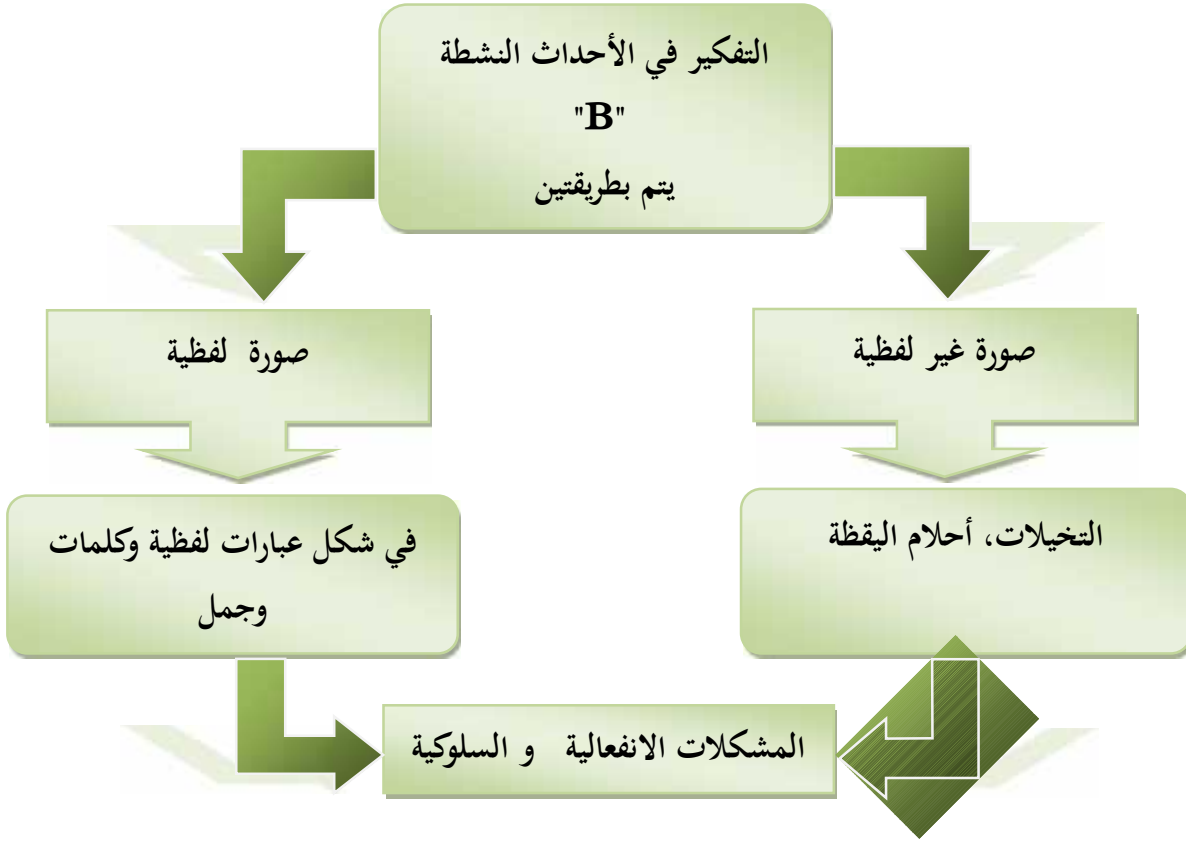 التفكير في الأحداث النشطة
"B"
يتم بطريقتين
صورة غير لفظية
صورة لفظية
التخيلات، أحلام اليقظة
في شكل عبارات لفظية وكلمات
وجمل
المشكلات الانفعالية و السلوكية